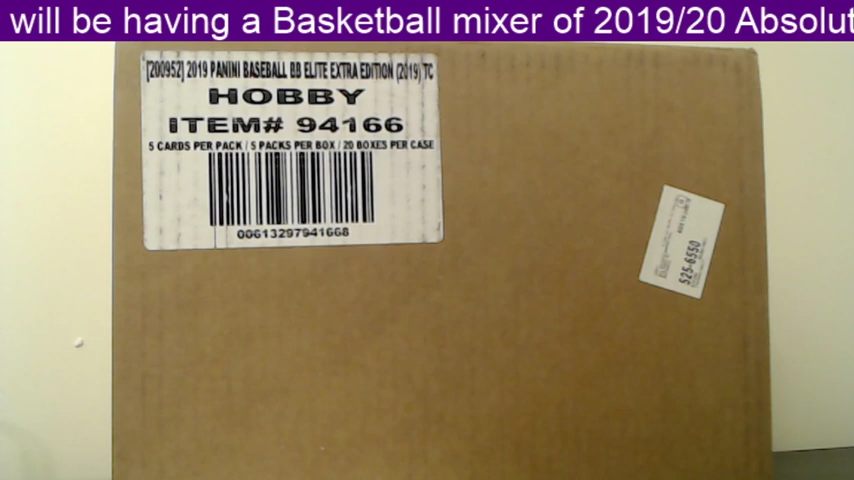 will be having a Basketball mixer of 2019/20 Absolut
[200952] 2019 PANINI BASEBALL BB ELITE EXTRA EDITION (2019) TC
HOBBY
ITEM# 94166
5 CARDS PER PACK / 5 PACKS PER BOX / 20 BOXES PER CASE
00613297941668
525-6550